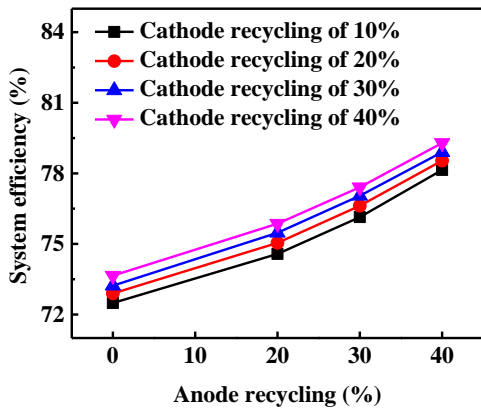 84
Cathode recycling of 10%
Cathode recycling of 20%
81
Cathode recycling of 30%
Cathode recycling of 40%
78
75
72
System efficiency (%)
0 10 20 30 40
Anode recycling (%)